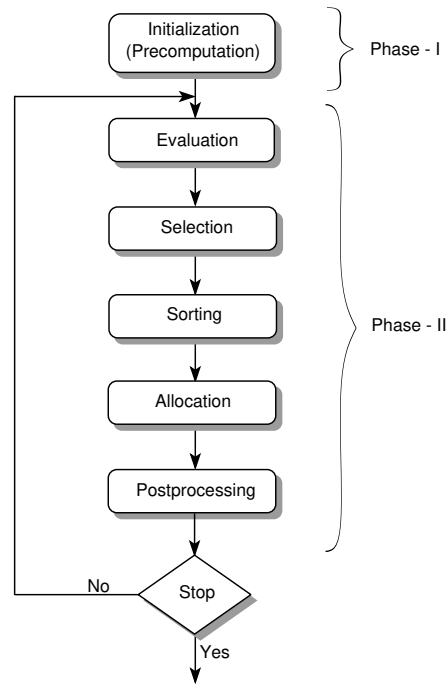 Initialization
(Precomputation)
Phase - I
Evaluation
Selection
Sorting
Phase - II
Allocation
Postprocessing
Stop
No
Yes